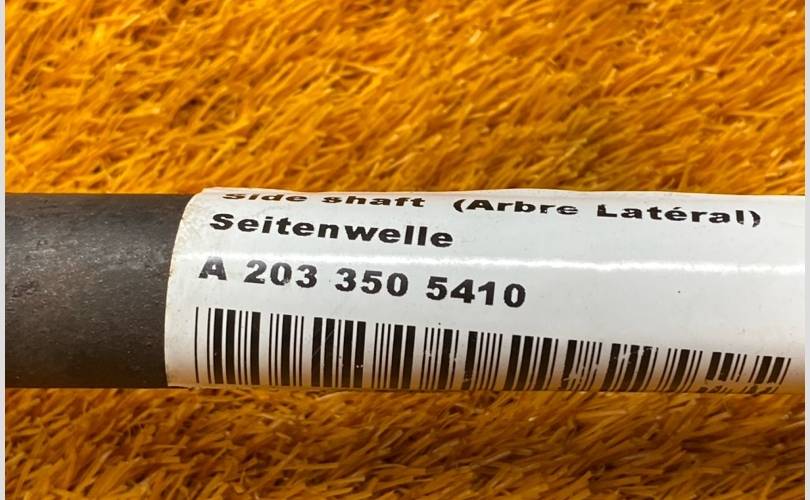 Side shaft (Arbre Latéral)
Seitenwelle
A 203 350 5410